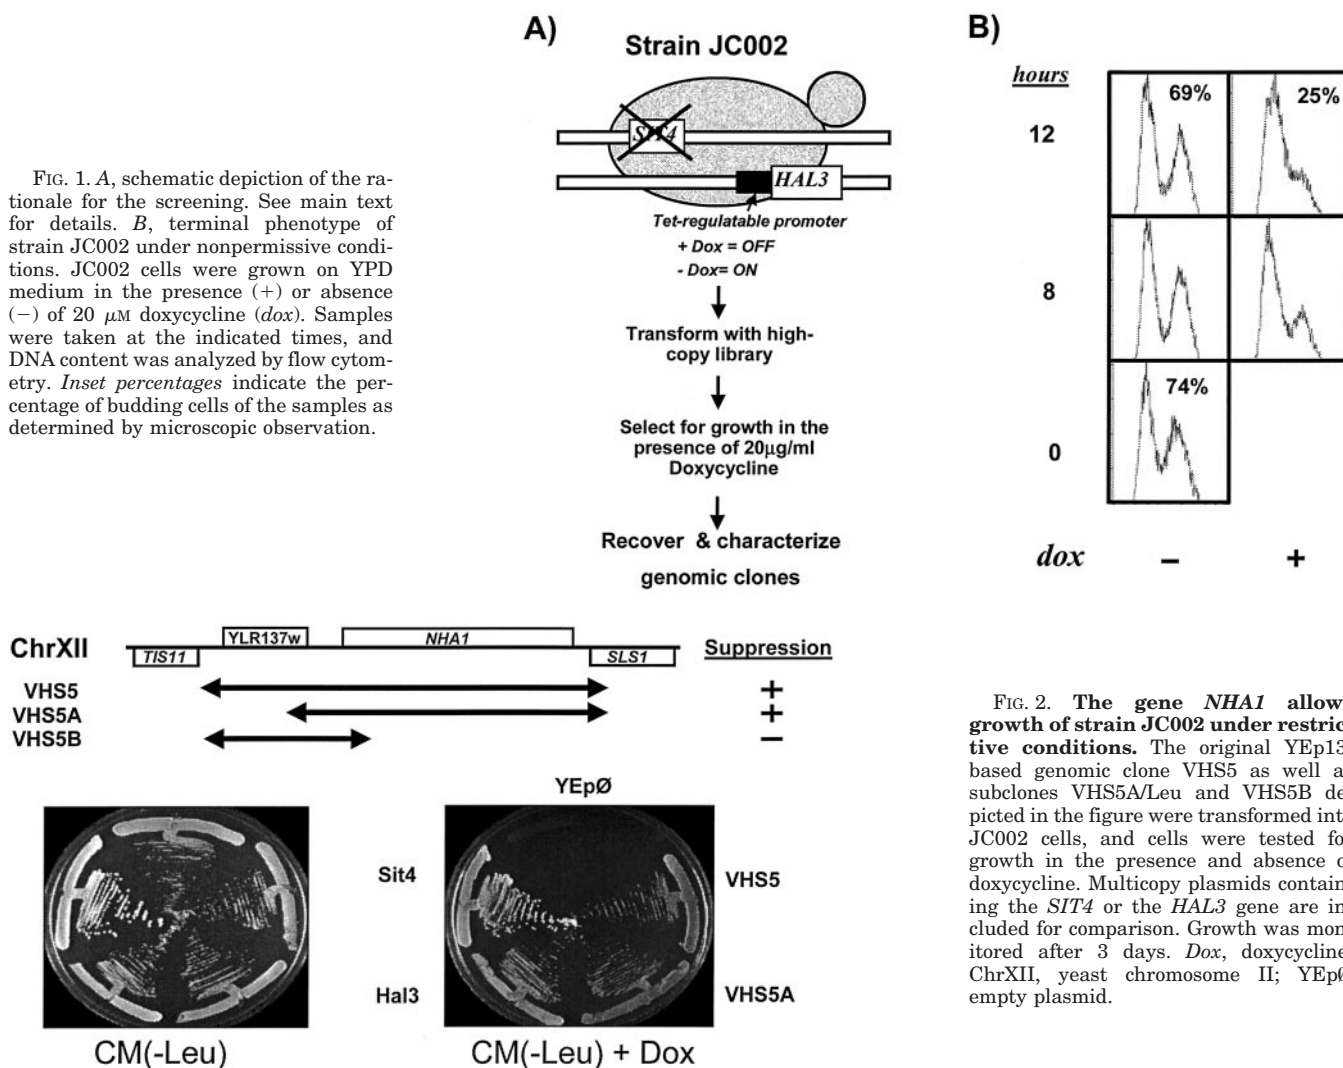 A)
Strain JC002
SIT4
HAL3
Tet-regulatable promoter
+ Dox = OFF
- Dox= ON
Transform with high-
copy library
Select for growth in the
presence of 20µg/ml
Doxycycline
Recover & characterize
genomic clones
B)
hours
12
69%
25%
8
0
74%
dox
−
+
FIG. 1. A, schematic depiction of the ra-
tionale for the screening. See main text
for details. B, terminal phenotype of
strain JC002 under nonpermissive condi-
tions. JC002 cells were grown on YPD
medium in the presence (+) or absence
(−) of 20 μM doxycycline (dox). Samples
were taken at the indicated times, and
DNA content was analyzed by flow cytom-
etry. Inset percentages indicate the per-
centage of budding cells of the samples as
determined by microscopic observation.
ChrXII
TIS11
YLR137w
NHA1
SLS1
Suppression
VHS5
+
VHS5A
+
VHS5B
−
YEpØ
Sit4
VHS5
Hal3
VHS5A
CM(-Leu)
CM(-Leu) + Dox
FIG. 2. The gene NHA1 allow
growth of strain JC002 under restric
tive conditions. The original YEp13
based genomic clone VHS5 as well a
subclones VHS5A/Leu and VHS5B de
picted in the figure were transformed int
JC002 cells, and cells were tested fo
growth in the presence and absence o
doxycycline. Multicopy plasmids contain
ing the SIT4 or the HAL3 gene are in
cluded for comparison. Growth was mon
itored after 3 days. Dox, doxycycline
ChrXII, yeast chromosome II; YEpØ
empty plasmid.